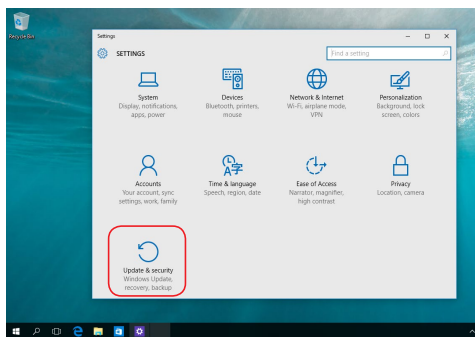 Recycle Bin
Settings
SETTINGS
Find a setting
System
Display, notifications,
apps, power
Devices
Bluetooth, printers,
mouse
Network & Internet
Wi-Fi, airplane mode,
VPN
Personalization
Background, lock
screen, colors
Accounts
Your account, sync
settings, work, family
Time & language
Speech, region, date
Ease of Access
Narrator, magnifier,
high contrast
Privacy
Location, camera
Update & security
Windows Update,
recovery, backup